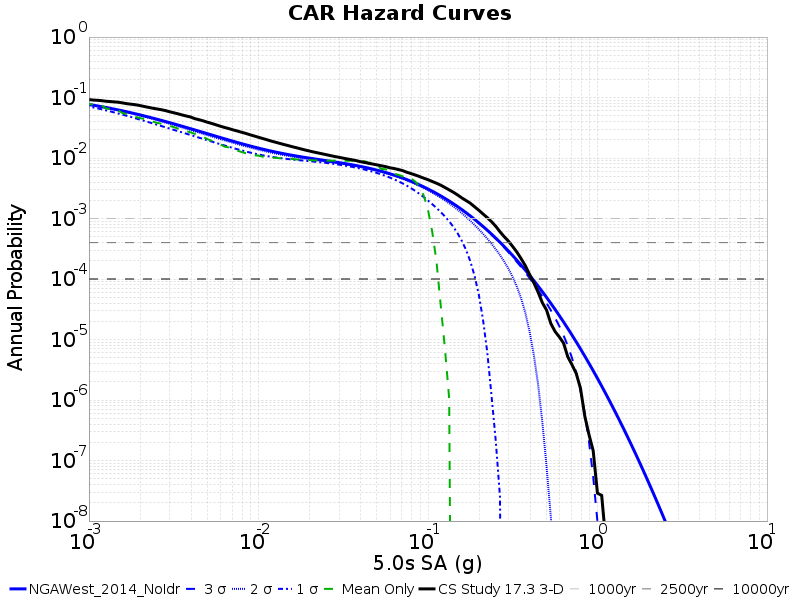 CAR Hazard Curves
10^0
10^-1
10^-2
10^-3
10^-4
10^-5
10^-6
10^-7
10^-8
Annual Probability
10^-3 10^-2 10^-1 10^0 10^1
5.0s SA (g)
NGAWest_2014_NoIdr 3 σ 2 σ 1 σ Mean Only CS Study 17.3 3-D 1000yr 2500yr 10000yr